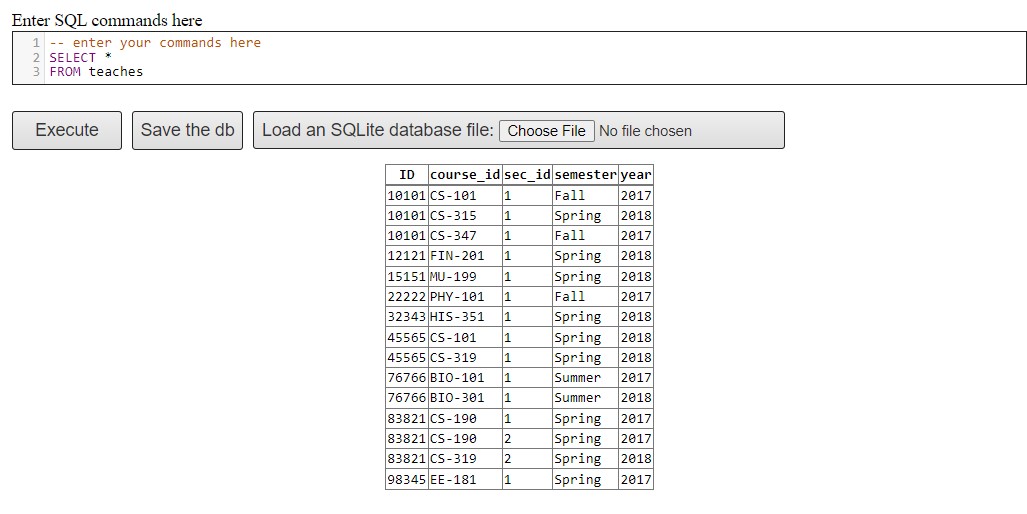 Enter SQL commands here
1 -- enter your commands here
2 SELECT *
3 FROM teaches
Execute Save the db Load an SQLite database file: Choose File No file chosen
ID course_id sec_id semester year
10101 CS-101 1 Fall 2017
10101 CS-315 1 Spring 2018
10101 CS-347 1 Fall 2017
12121 FIN-201 1 Spring 2018
15151 MU-199 1 Spring 2018
22222 PHY-101 1 Fall 2017
32343 HIS-351 1 Spring 2018
45565 CS-101 1 Spring 2018
45565 CS-319 1 Spring 2018
76766 BIO-101 1 Summer 2017
76766 BIO-301 1 Summer 2018
83821 CS-190 1 Spring 2017
83821 CS-190 2 Spring 2017
83821 CS-319 2 Spring 2018
98345 EE-181 1 Spring 2017